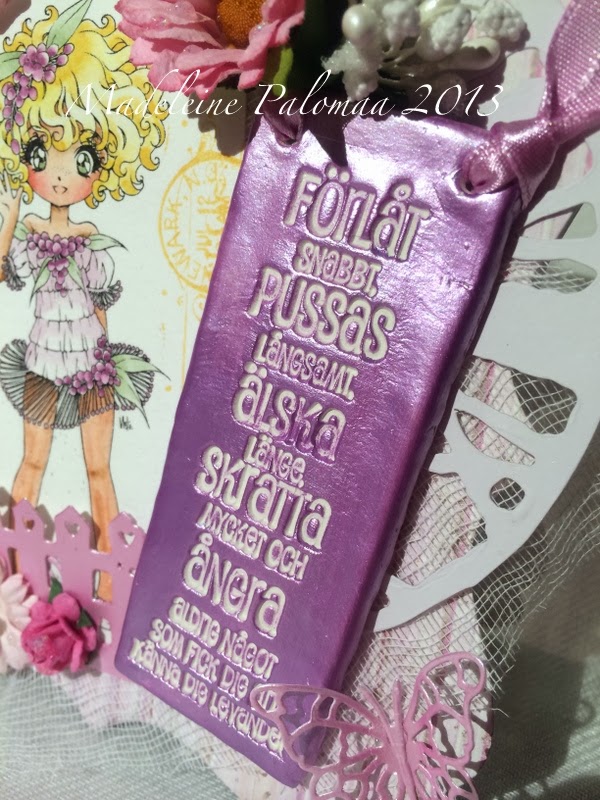 Madeleine Palomaa 2013
FÖRLÅT
SNABBT,
PUSSAS
LÅNGSAMT,
ÄLSKA
LÄNGE,
SKRATTA
MYCKET OCH
ÅNGRA
ALDRIG NÅGOT
SOM FICK DIG ATT
KÄNNA DIG LEVANDE
NEWARK, N